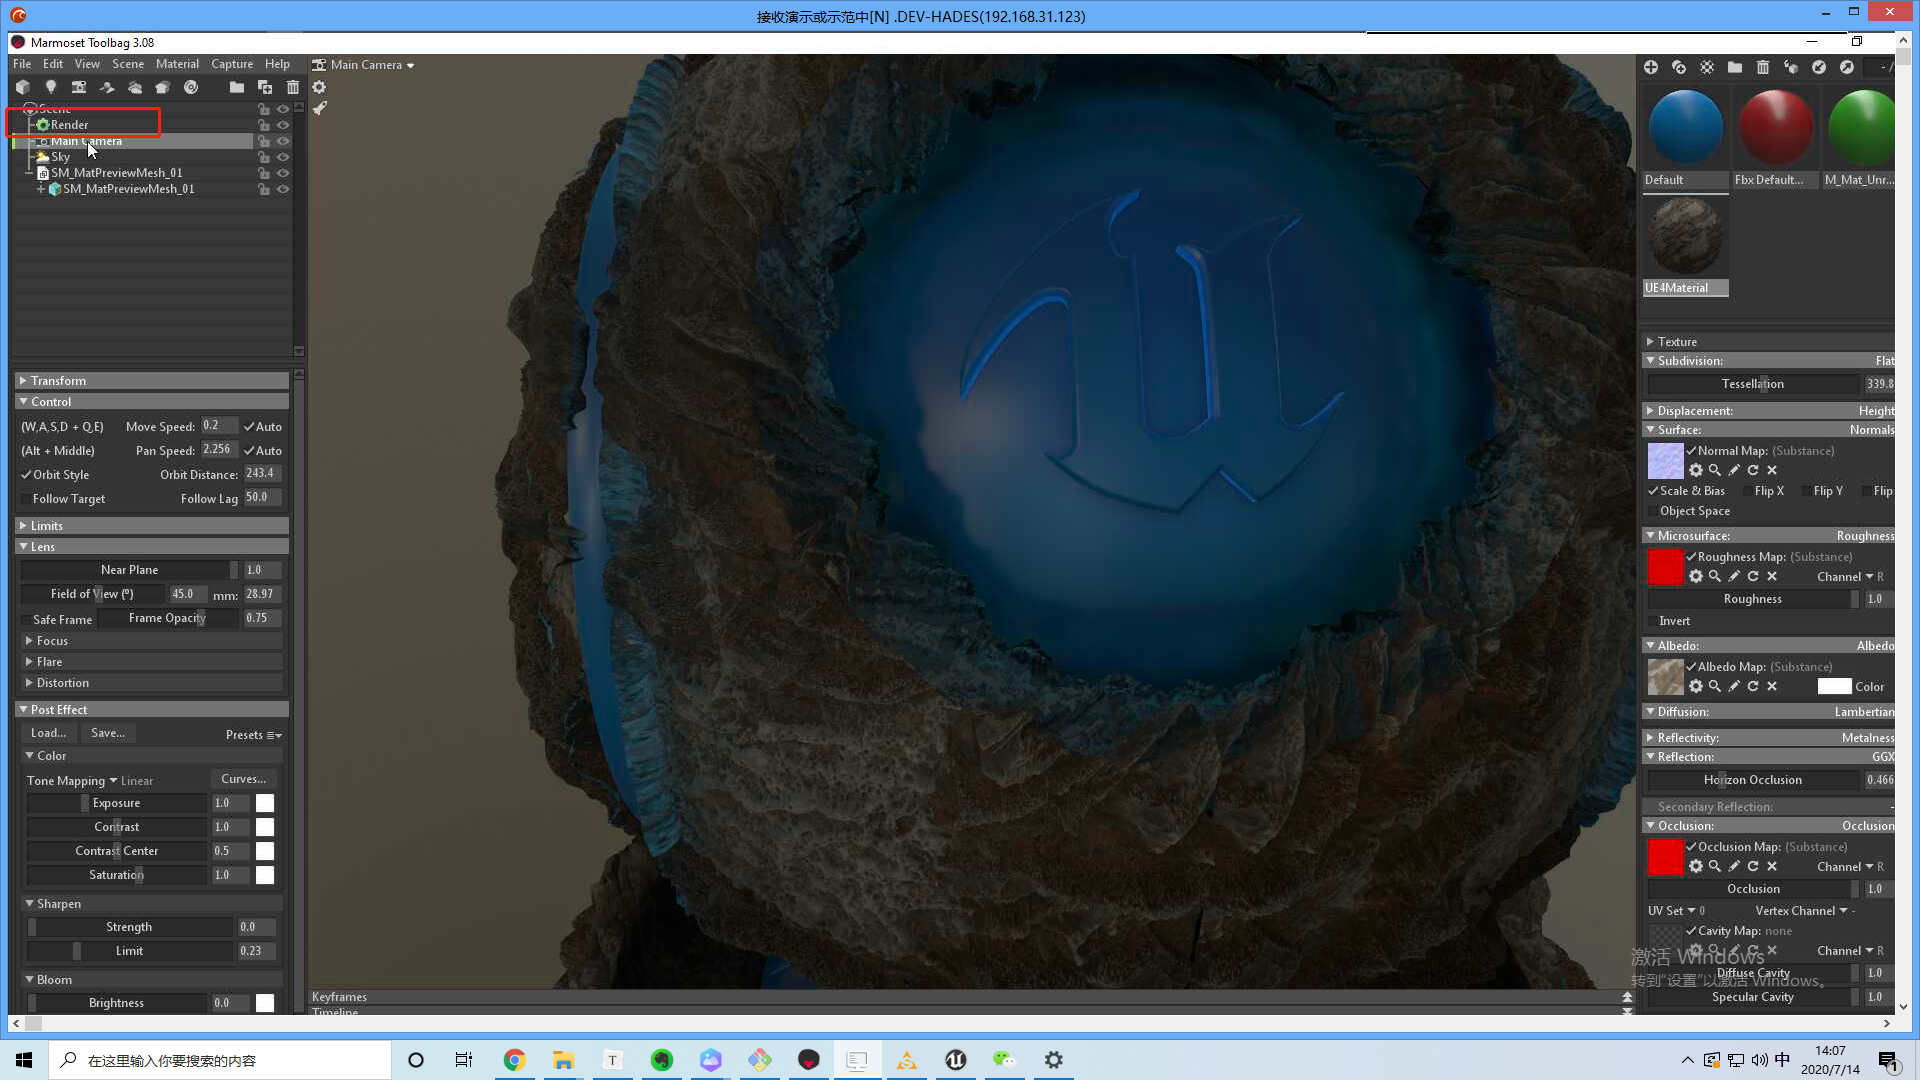 接收演示或示范中[N] .DEV-HADES(192.168.31.123)
Marmoset Toolbag 3.08
File Edit View Scene Material Capture Help
Main Camera
Scene
Render
Main Camera
Sky
SM_MatPreviewMesh_01
SM_MatPreviewMesh_01
Transform
Control
(W,A,S,D + Q,E) Move Speed: 0.2 Auto
(Alt + Middle) Pan Speed: 2.256 Auto
Orbit Style Orbit Distance: 243.4
Follow Target Follow Lag 50.0
Limits
Lens
Near Plane 1.0
Field of View (º) 45.0 mm: 28.97
Safe Frame Frame Opacity 0.75
Focus
Flare
Distortion
Post Effect
Load... Save... Presets
Color
Tone Mapping Linear Curves...
Exposure 1.0
Contrast 1.0
Contrast Center 0.5
Saturation 1.0
Sharpen
Strength 0.0
Limit 0.23
Bloom
Brightness 0.0
Keyframes
Timeline
Default Fbx Default... M_Mat_Unr...
UE4Material
Texture
Subdivision: Flat
Tessellation 339.8
Displacement: Height
Surface: Normals
Normal Map: (Substance)
Scale & Bias Flip X Flip Y Flip
Object Space
Microsurface: Roughness
Roughness Map: (Substance)
Channel R
Roughness 1.0
Invert
Albedo: Albedo
Albedo Map: (Substance)
Color
Diffusion: Lambertian
Reflectivity: Metalness
Reflection: GGX
Horizon Occlusion 0.466
Secondary Reflection: -
Occlusion: Occlusion
Occlusion Map: (Substance)
Channel R
Occlusion 1.0
UV Set 0 Vertex Channel -
Cavity Map: none
Channel R
Diffuse Cavity 1.0
Specular Cavity 1.0
激活 Windows
转到“设置”以激活 Windows。
在这里输入你要搜索的内容
T
中
14:07
2020/7/14
1